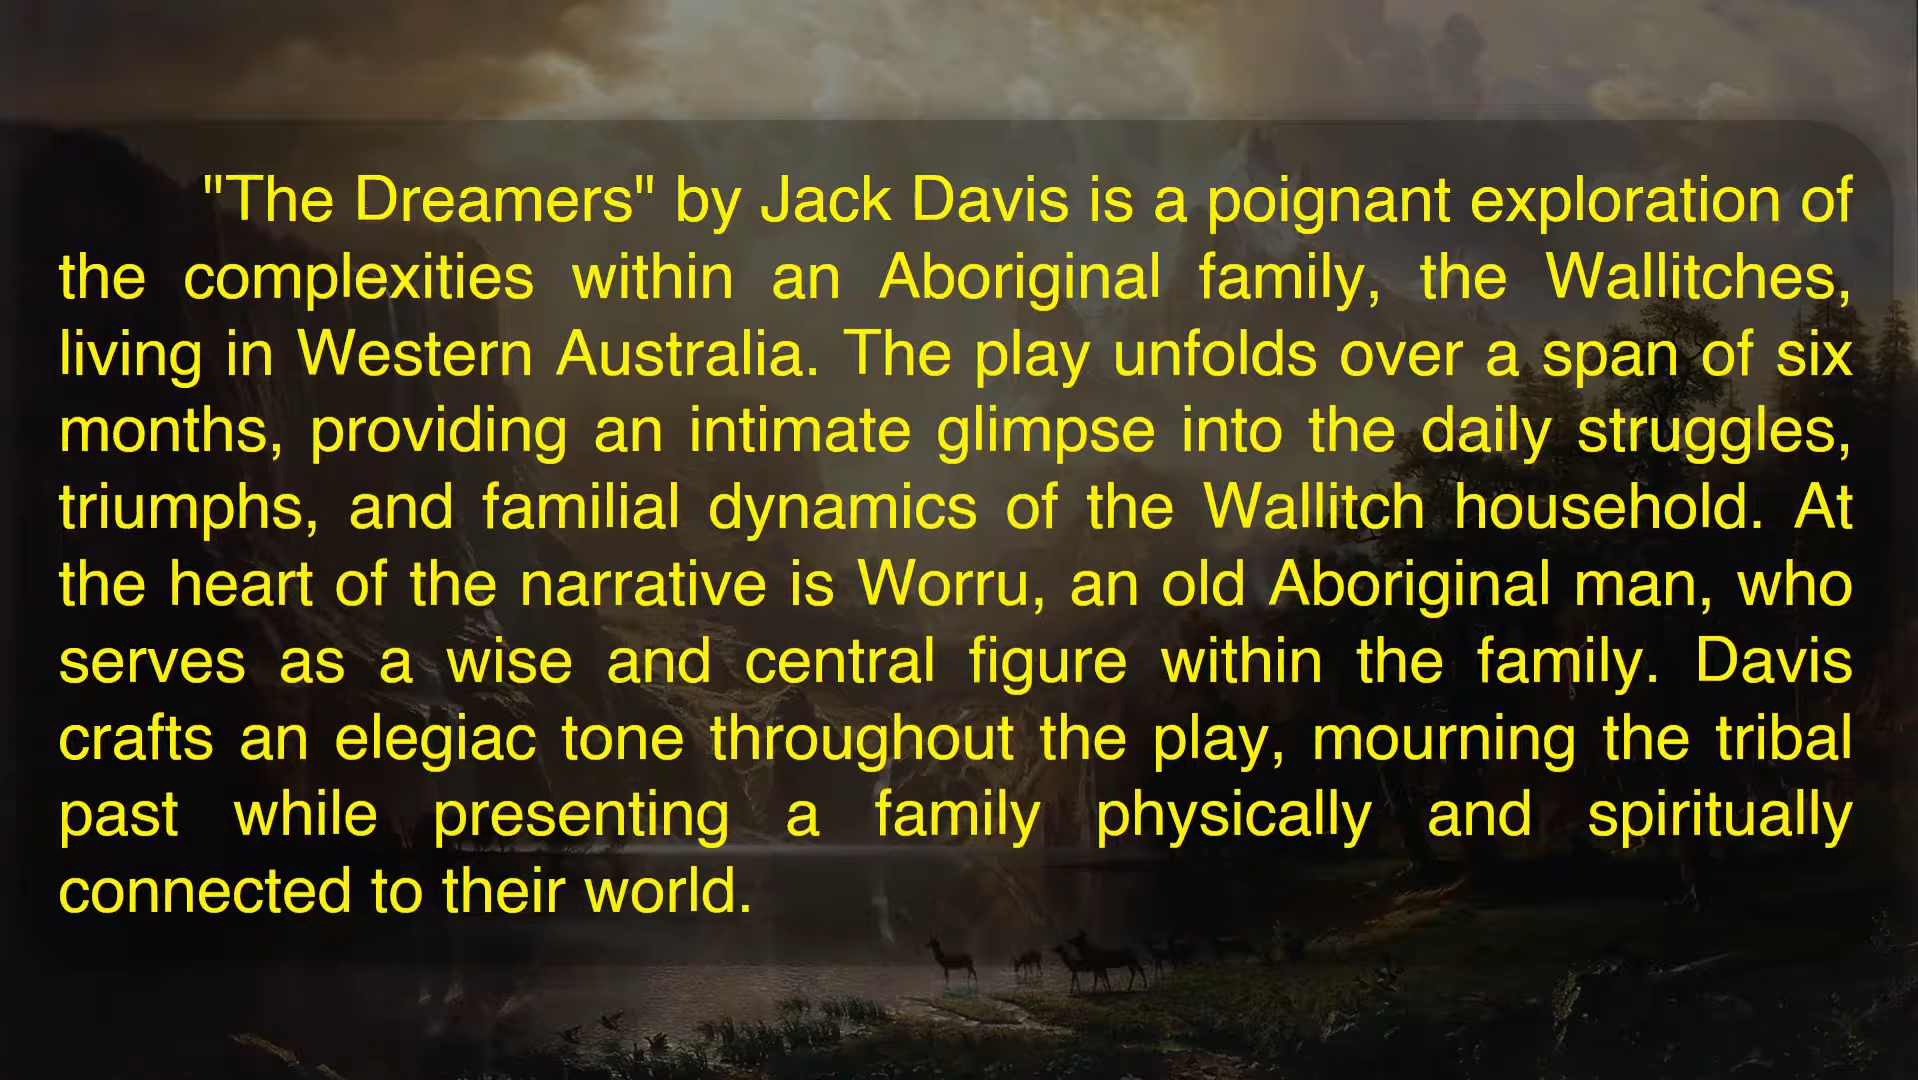 "The Dreamers" by Jack Davis is a poignant exploration of
the complexities within an Aboriginal family, the Wallitches,
living in Western Australia. The play unfolds over a span of six
months, providing an intimate glimpse into the daily struggles,
triumphs, and familial dynamics of the Wallitch household. At
the heart of the narrative is Worru, an old Aboriginal man, who
serves as a wise and central figure within the family. Davis
crafts an elegiac tone throughout the play, mourning the tribal
past while presenting a family physically and spiritually
connected to their world.